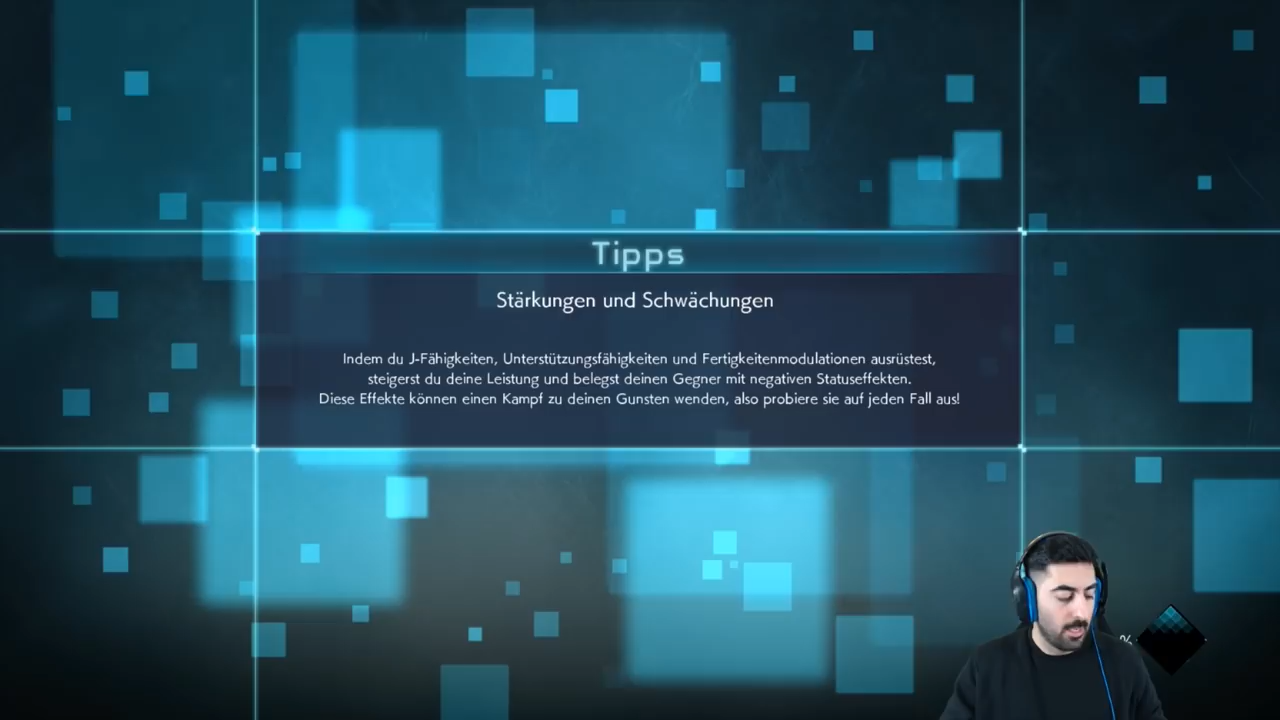 Tipps
Stärkungen und Schwächungen
Indem du J-Fähigkeiten, Unterstützungsfähigkeiten und Fertigkeitenmodulationen ausrüstest,
steigerst du deine Leistung und belegst deinen Gegner mit negativen Statuseffekten.
Diese Effekte können einen Kampf zu deinen Gunsten wenden, also probiere sie auf jeden Fall aus!
%